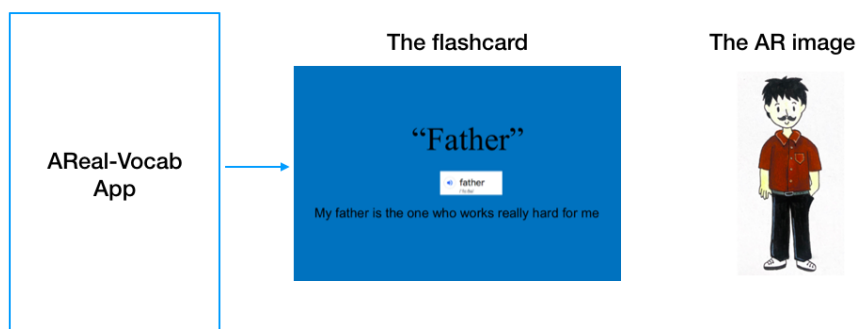 The flashcard
The AR image
AReal-Vocab
App
“Father”
father
My father is the one who works really hard for me